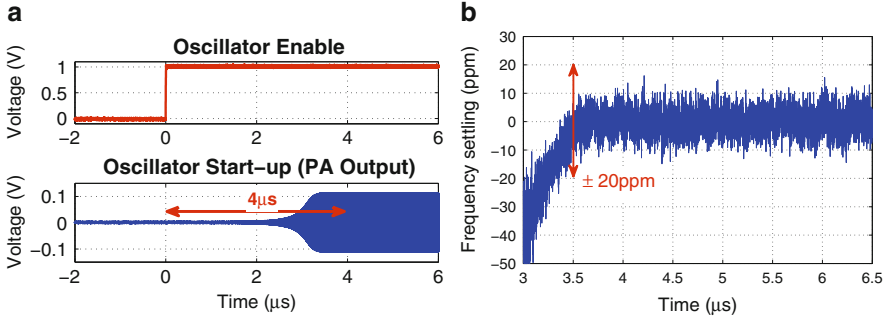 a
Oscillator Enable
Voltage (V)
1
0.5
0
−2 0 2 4 6
Oscillator Start-up (PA Output)
Voltage (V)
0.1
0
−0.1
4μs
−2 0 2 4 6
Time (μs)
b
Frequency settling (ppm)
30
20
10
0
−10
−20
−30
−40
−50
± 20ppm
3 3.5 4 4.5 5 5.5 6 6.5
Time (μs)